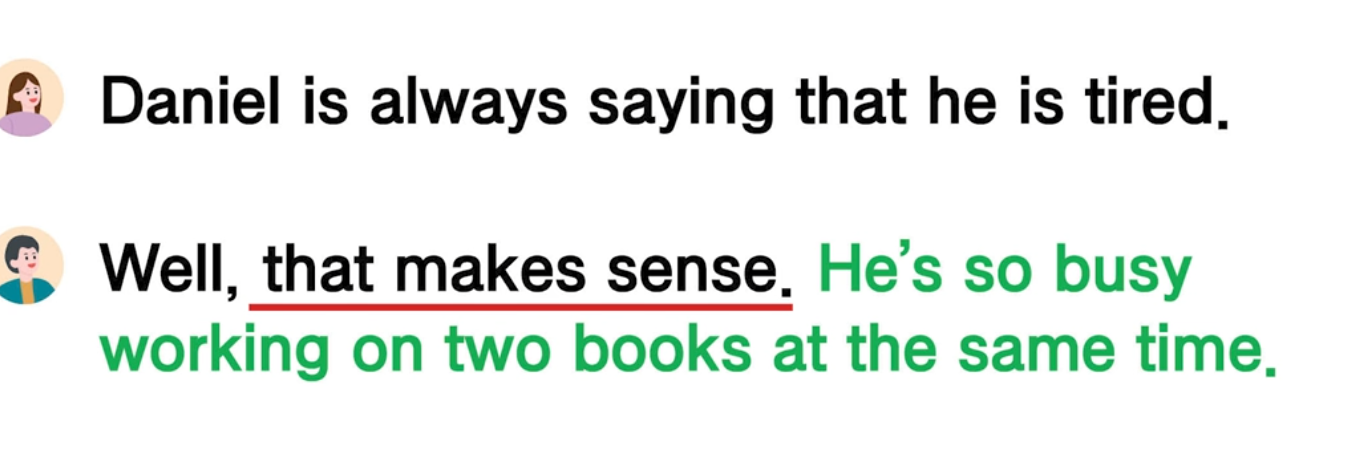 Daniel is always saying that he is tired.
Well, that makes sense. He’s so busy
working on two books at the same time.